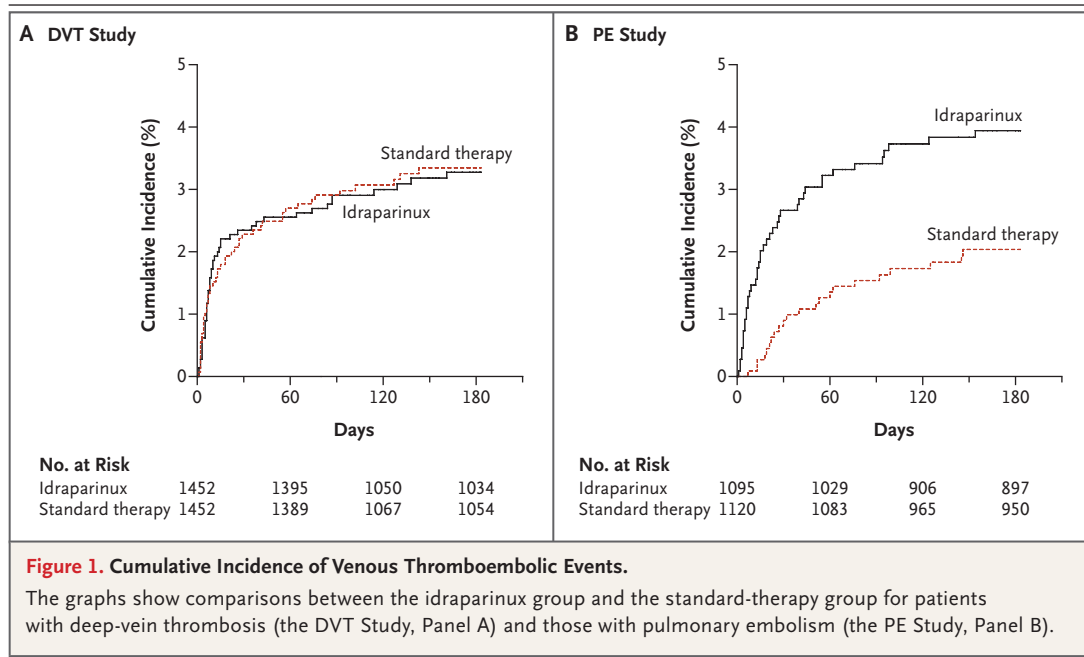 A DVT Study
5
4
3
2
1
0
Cumulative Incidence (%)
Standard therapy
Idraparinux
0 60 120 180
Days
No. at Risk
Idraparinux 1452 1395 1050 1034
Standard therapy 1452 1389 1067 1054
B PE Study
5
4
3
2
1
0
Cumulative Incidence (%)
Idraparinux
Standard therapy
0 60 120 180
Days
No. at Risk
Idraparinux 1095 1029 906 897
Standard therapy 1120 1083 965 950
Figure 1. Cumulative Incidence of Venous Thromboembolic Events.
The graphs show comparisons between the idraparinux group and the standard-therapy group for patients
with deep-vein thrombosis (the DVT Study, Panel A) and those with pulmonary embolism (the PE Study, Panel B).